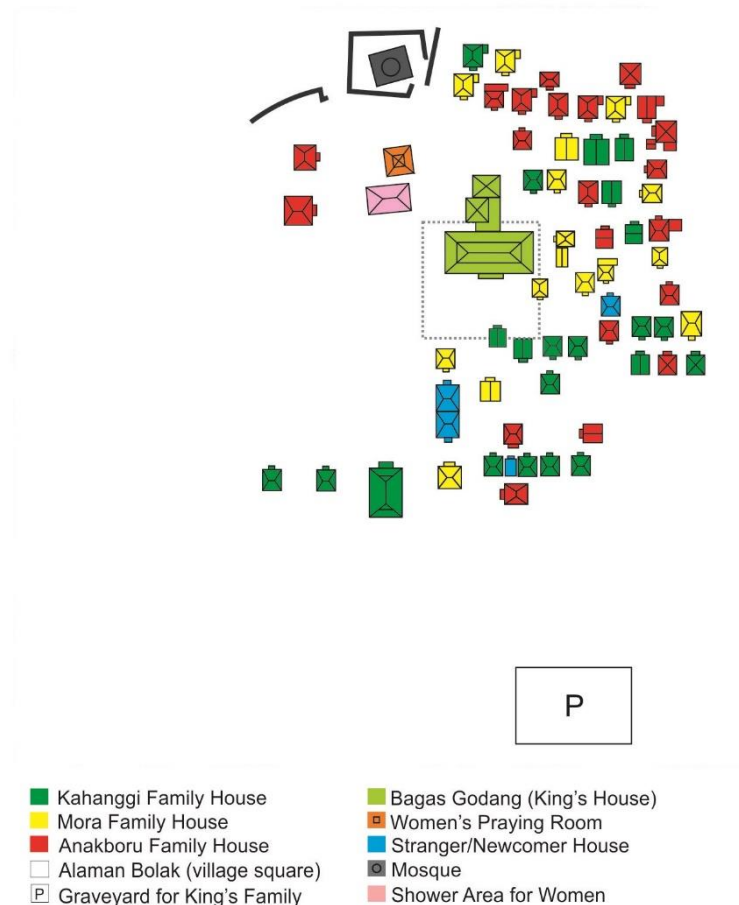 P
Kahanggi Family House
Mora Family House
Anakboru Family House
Alaman Bolak (village square)
P Graveyard for King's Family
Bagas Godang (King's House)
Women's Praying Room
Stranger/Newcomer House
Mosque
Shower Area for Women